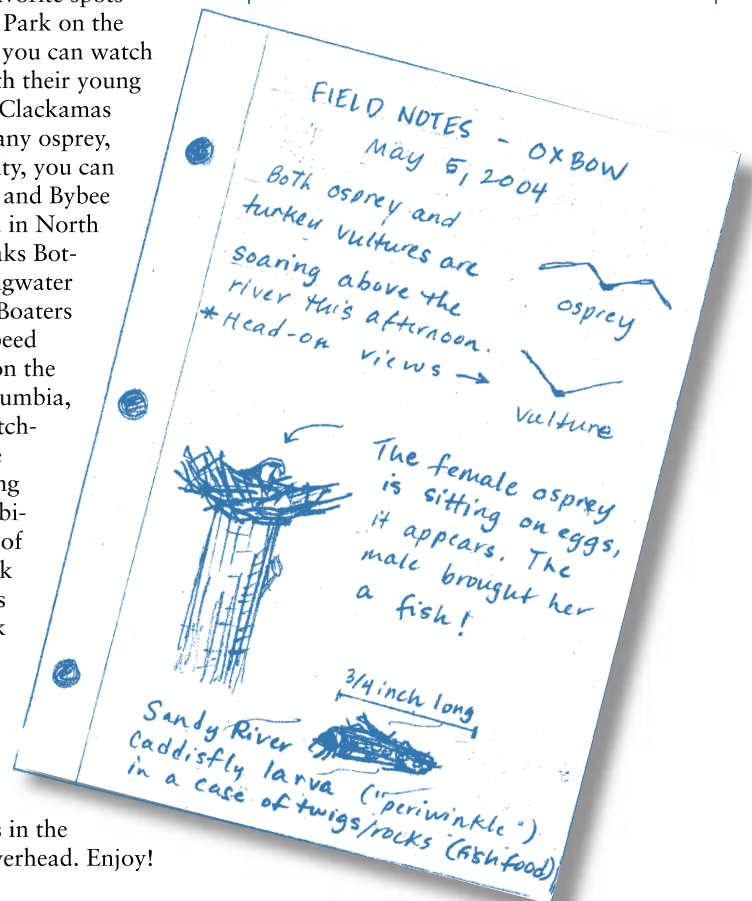 vorite spots
Park on the
you can watch
th their young
Clackamas
any osprey,
ty, you can
and Bybee
in North
aks Bot-
gwater
Boaters
peed
on the
umbia,
tch-
e
ng
bi-
of
k
s
k
s in the
verhead. Enjoy!
FIELD NOTES - OXBOW
May 5, 2004
Both osprey and
turkey vultures are
soaring above the
river this afternoon.
*Head-on views →
osprey
vulture
The female osprey
is sitting on eggs,
it appears. The
male brought her
a fish!
3/4 inch long
Sandy River
caddisfly larva ("periwinkle")
in a case of twigs/rocks (fishfood)